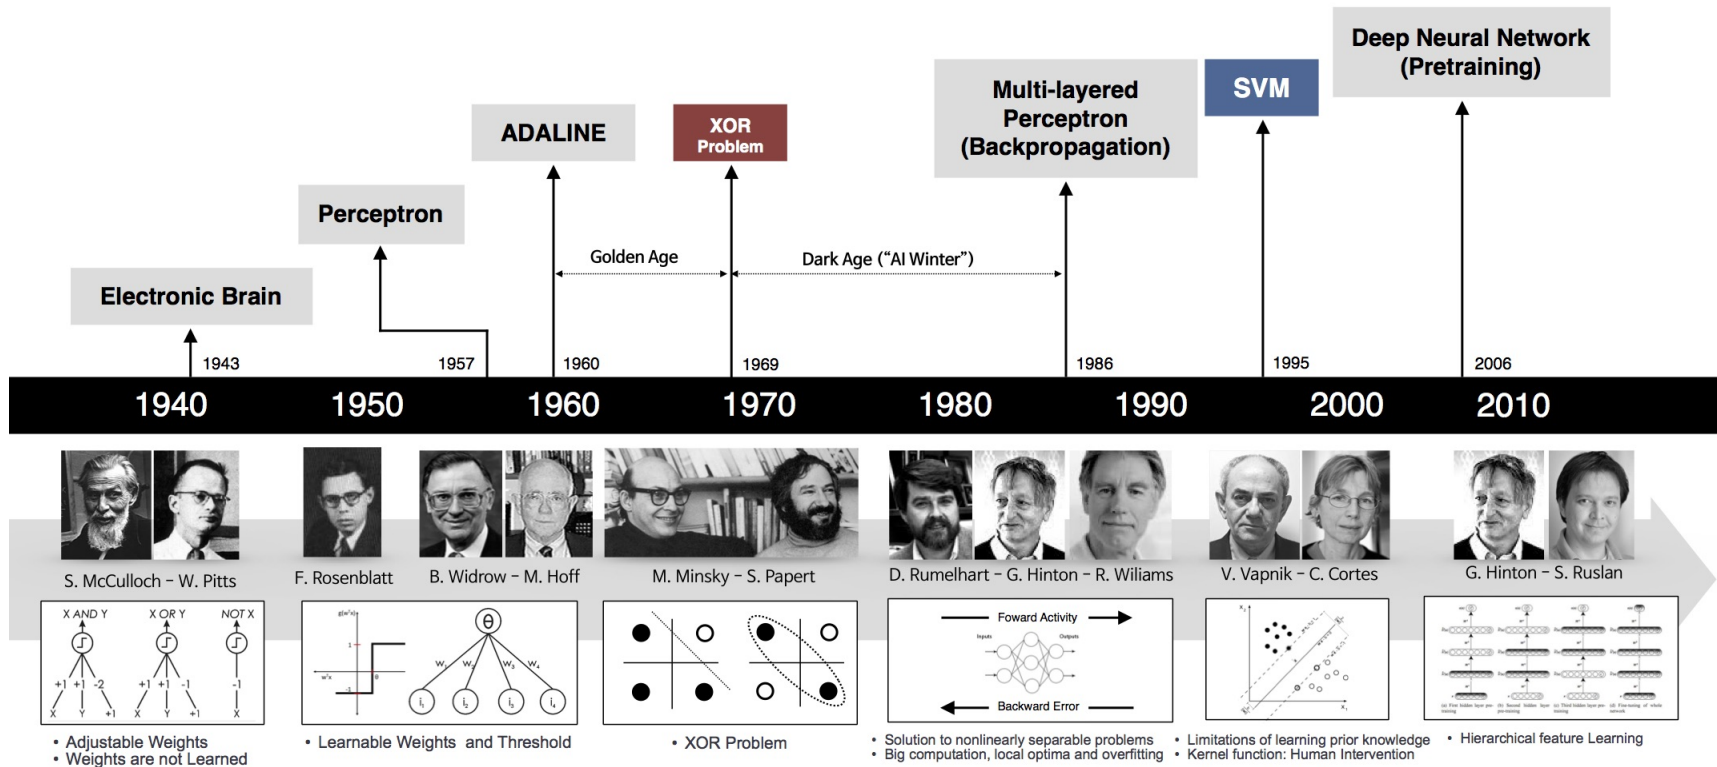 Deep Neural Network
(Pretraining)
Multi-layered
Perceptron
(Backpropagation)
SVM
ADALINE
XOR
Problem
Perceptron
Golden Age
Dark Age (“AI Winter”)
Electronic Brain
1943
1957
1960
1969
1986
1995
2006
1940
1950
1960
1970
1980
1990
2000
2010
S. McCulloch – W. Pitts
F. Rosenblatt
B. Widrow – M. Hoff
M. Minsky – S. Papert
D. Rumelhart – G. Hinton – R. Wiliams
V. Vapnik – C. Cortes
G. Hinton – S. Ruslan
X AND Y
X OR Y
NOT X
+1 +1 -2
+1 +1 -1
-1
X Y +1
X Y +1
X
1
-1
θ
W₁ W₂ W₃ W₄
i₁ i₂ i₃ i₄
Foward Activity
Inputs
Outputs
Backward Error
X₂
X₁
• Adjustable Weights
• Weights are not Learned
• Learnable Weights and Threshold
• XOR Problem
• Solution to nonlinearly separable problems
• Big computation, local optima and overfitting
• Limitations of learning prior knowledge
• Kernel function: Human Intervention
• Hierarchical feature Learning